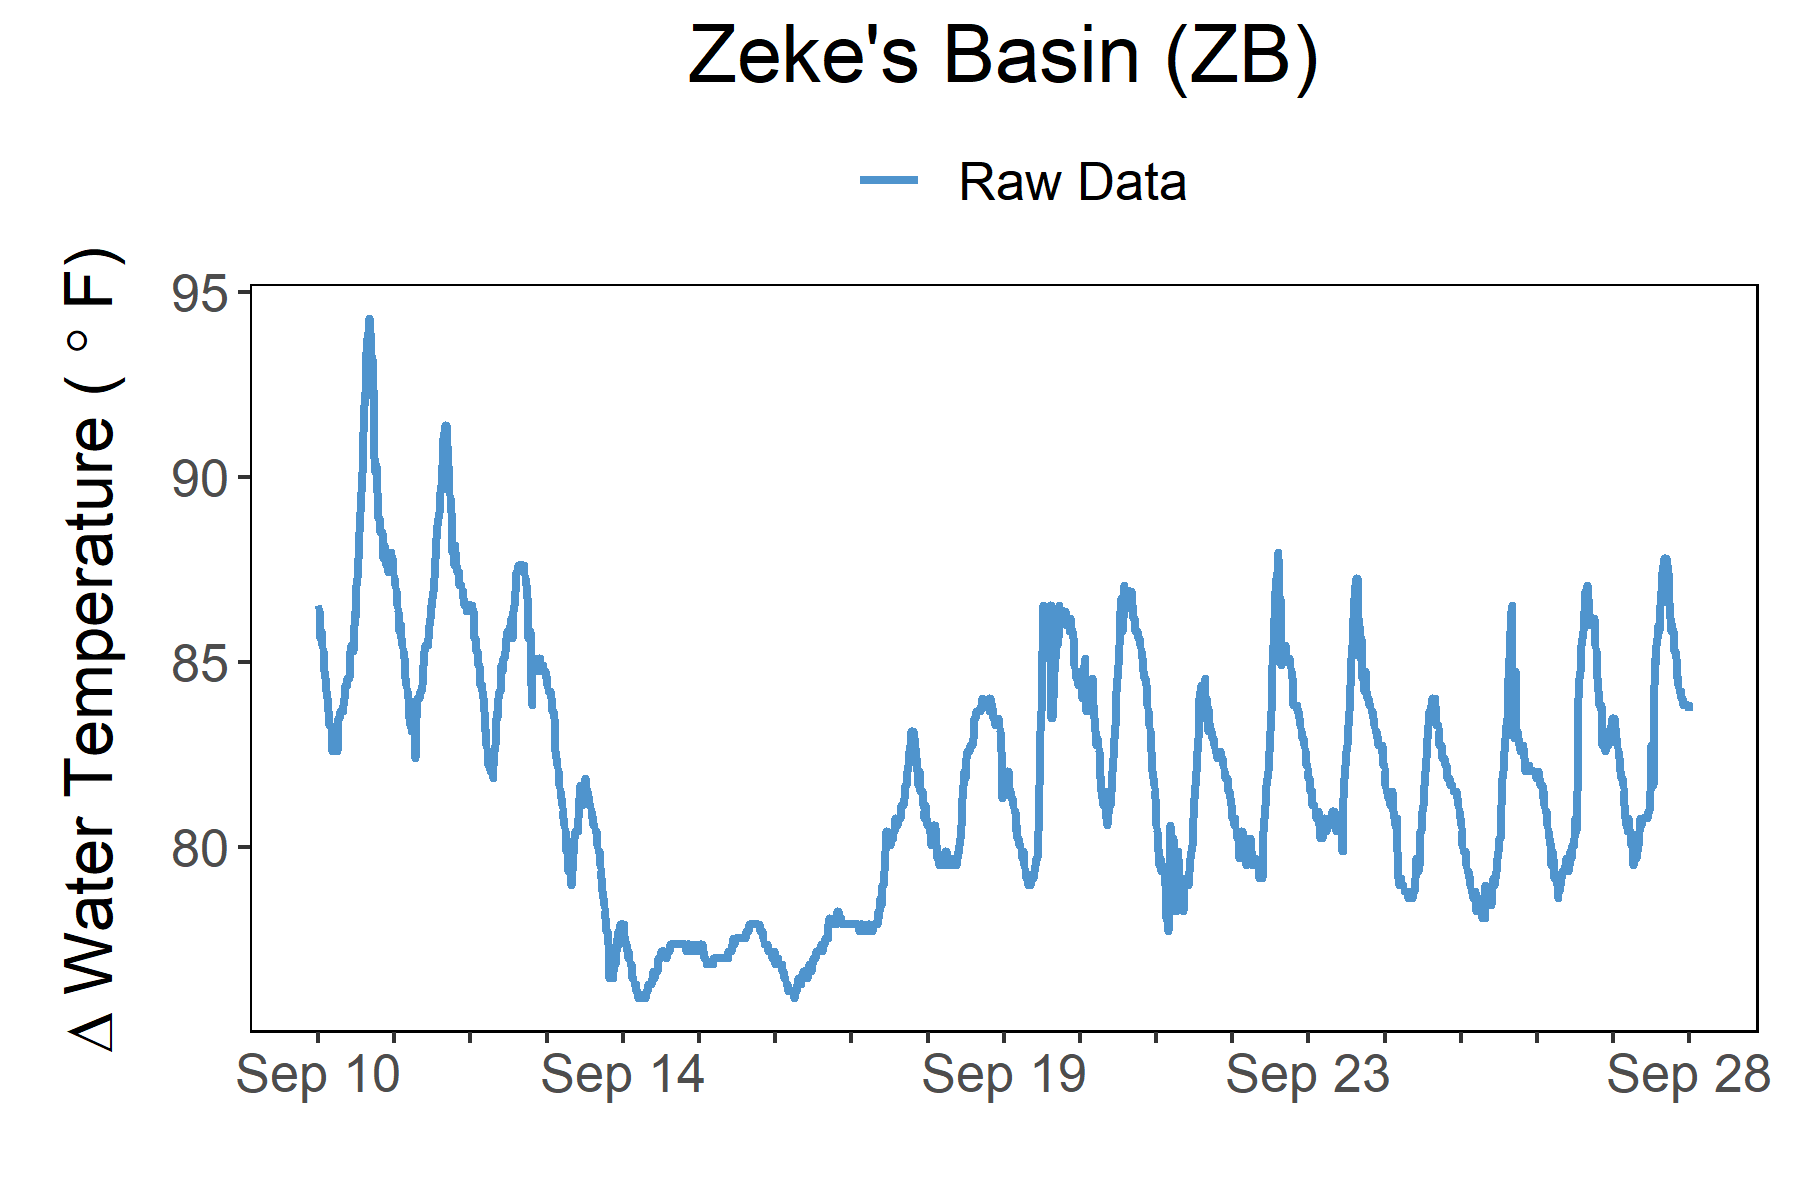 Zeke's Basin (ZB)
Raw Data
Δ Water Temperature ( ° F)
95
90
85
80
Sep 10
Sep 14
Sep 19
Sep 23
Sep 28